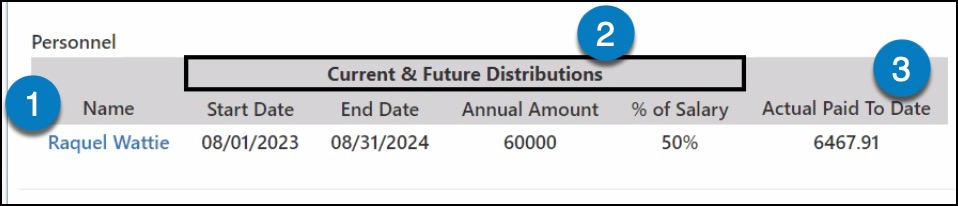 Personnel
2
Current & Future Distributions
3
1
Name Start Date End Date Annual Amount % of Salary Actual Paid To Date
Raquel Wattie 08/01/2023 08/31/2024 60000 50% 6467.91